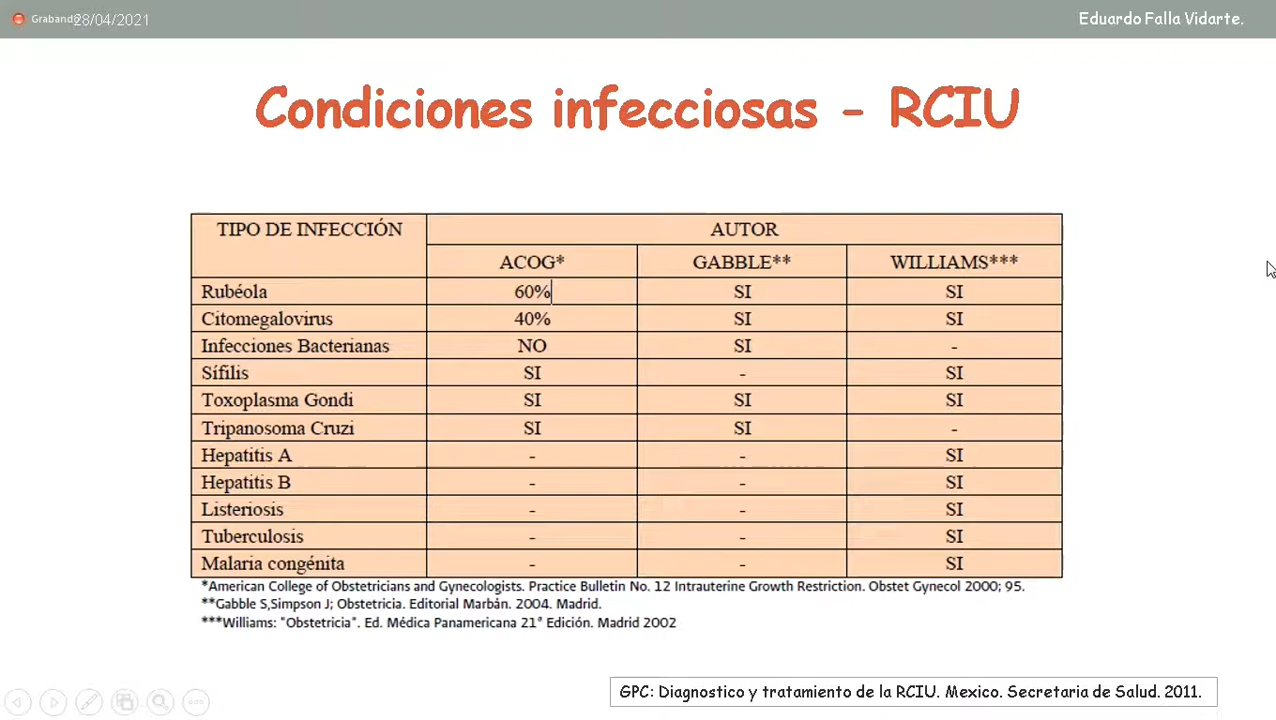 Grabando
28/04/2021
Eduardo Falla Vidarte.
Condiciones infecciosas - RCIU
TIPO DE INFECCIÓN AUTOR
ACOG* GABBLE** WILLIAMS***
Rubéola 60% SI SI
Citomegalovirus 40% SI SI
Infecciones Bacterianas NO SI -
Sífilis SI - SI
Toxoplasma Gondi SI SI SI
Tripanosoma Cruzi SI SI -
Hepatitis A - - SI
Hepatitis B - - SI
Listeriosis - - SI
Tuberculosis - - SI
Malaria congénita - - SI
*American College of Obstetricians and Gynecologists. Practice Bulletin No. 12 Intrauterine Growth Restriction. Obstet Gynecol 2000; 95.
**Gabble S,Simpson J; Obstetricia. Editorial Marbán. 2004. Madrid.
***Williams: "Obstetricia". Ed. Médica Panamericana 21ª Edición. Madrid 2002
GPC: Diagnostico y tratamiento de la RCIU. Mexico. Secretaria de Salud. 2011.